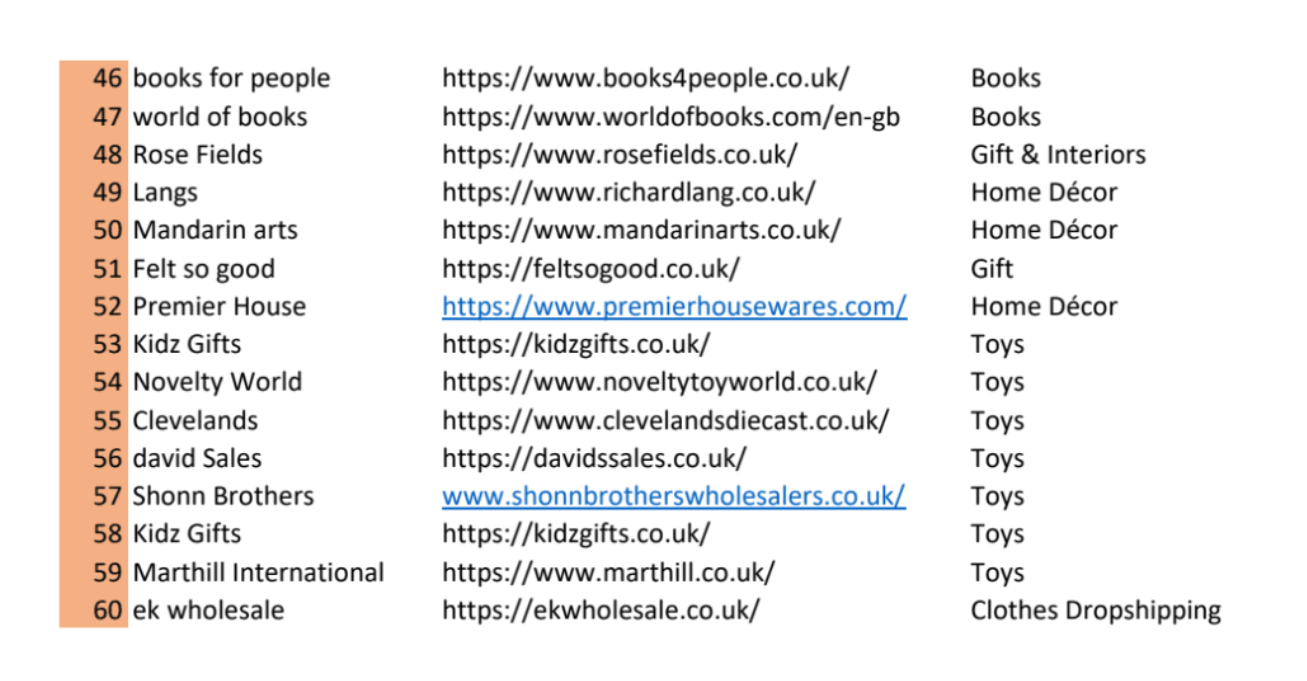 46 books for people https://www.books4people.co.uk/ Books
47 world of books https://www.worldofbooks.com/en-gb Books
48 Rose Fields https://www.rosefields.co.uk/ Gift & Interiors
49 Langs https://www.richardlang.co.uk/ Home Décor
50 Mandarin arts https://www.mandarinarts.co.uk/ Home Décor
51 Felt so good https://feltsogood.co.uk/ Gift
52 Premier House https://www.premierhousewares.com/ Home Décor
53 Kidz Gifts https://kidzgifts.co.uk/ Toys
54 Novelty World https://www.noveltytoyworld.co.uk/ Toys
55 Clevelands https://www.clevelandsdiecast.co.uk/ Toys
56 david Sales https://davidssales.co.uk/ Toys
57 Shonn Brothers www.shonnbrotherswholesalers.co.uk/ Toys
58 Kidz Gifts https://kidzgifts.co.uk/ Toys
59 Marthill International https://www.marthill.co.uk/ Toys
60 ek wholesale https://ekwholesale.co.uk/ Clothes Dropshipping